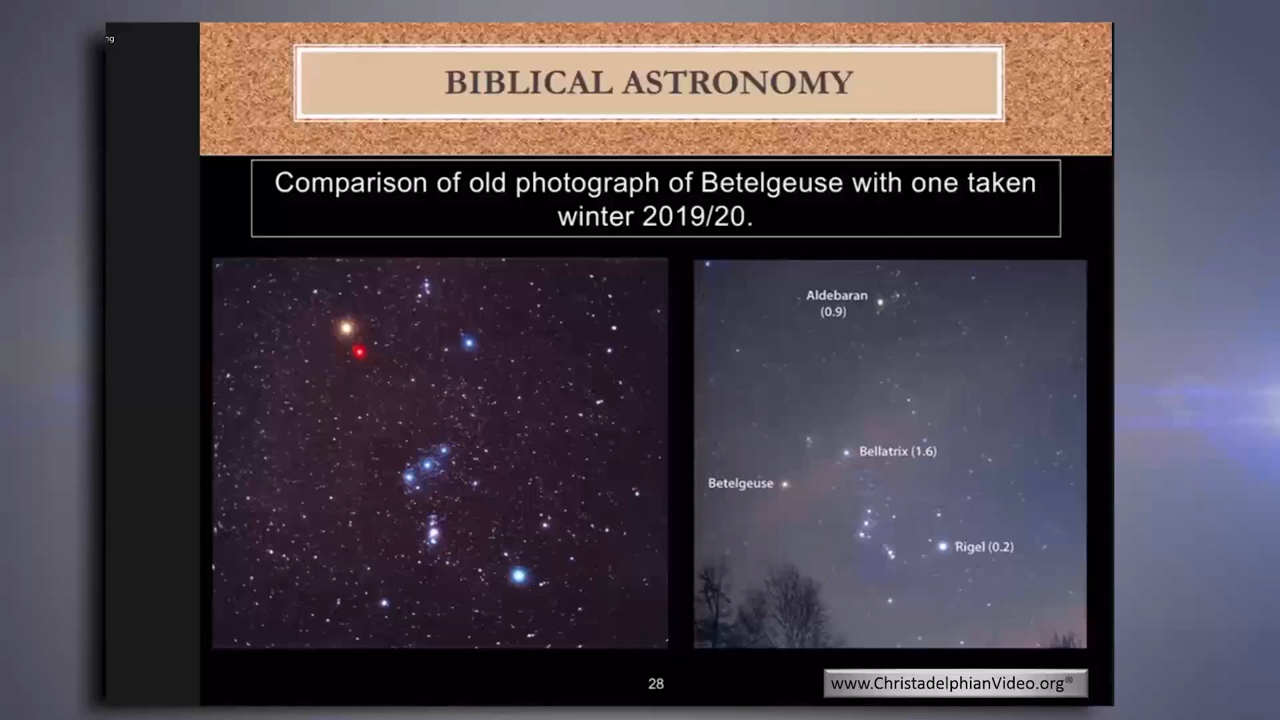 ng
BIBLICAL ASTRONOMY
Comparison of old photograph of Betelgeuse with one taken
winter 2019/20.
Aldebaran
(0.9)
Bellatrix (1.6)
Betelgeuse
Rigel (0.2)
28
www.ChristadelphianVideo.org®